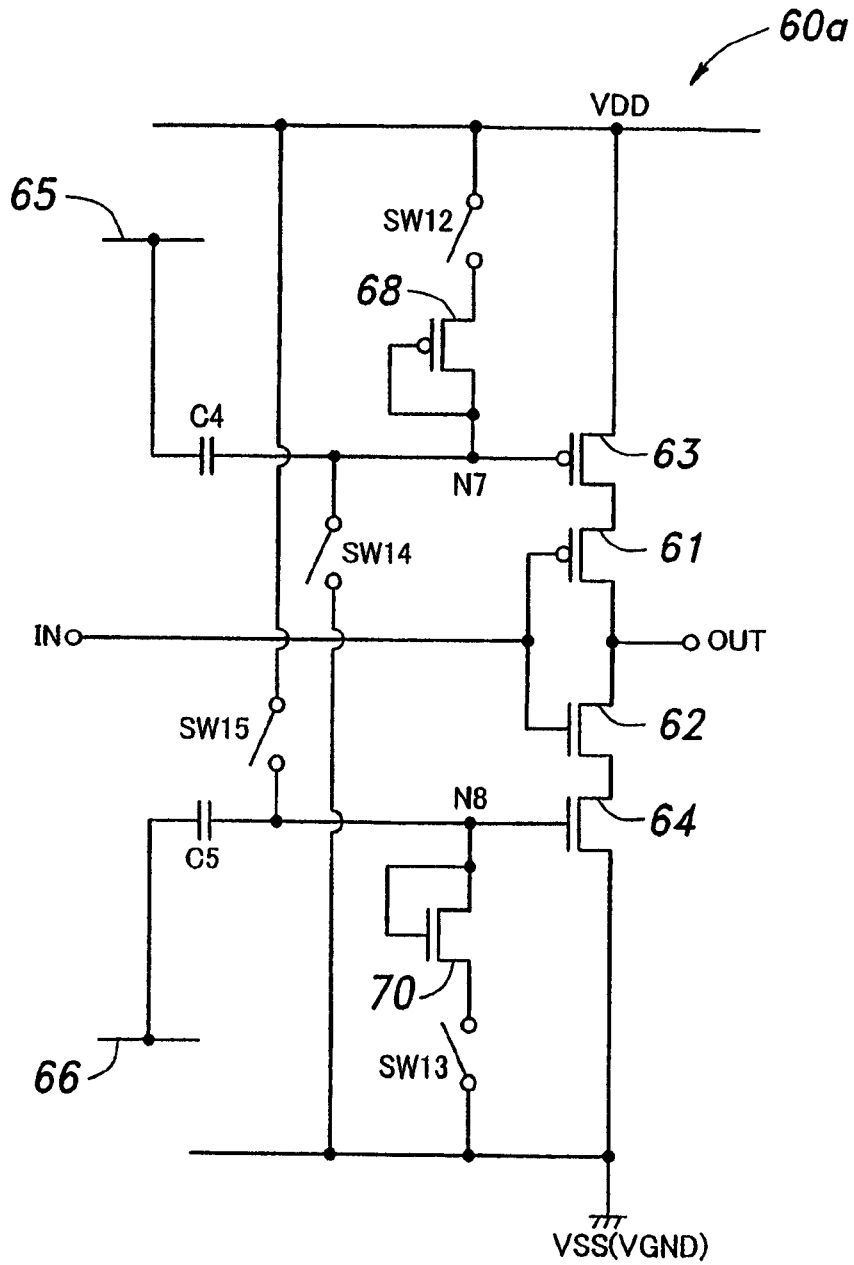 60a
VDD
65
SW12
68
C4
63
N7
61
SW14
IN
OUT
62
SW15
N8
64
C5
70
SW13
66
VSS(VGND)